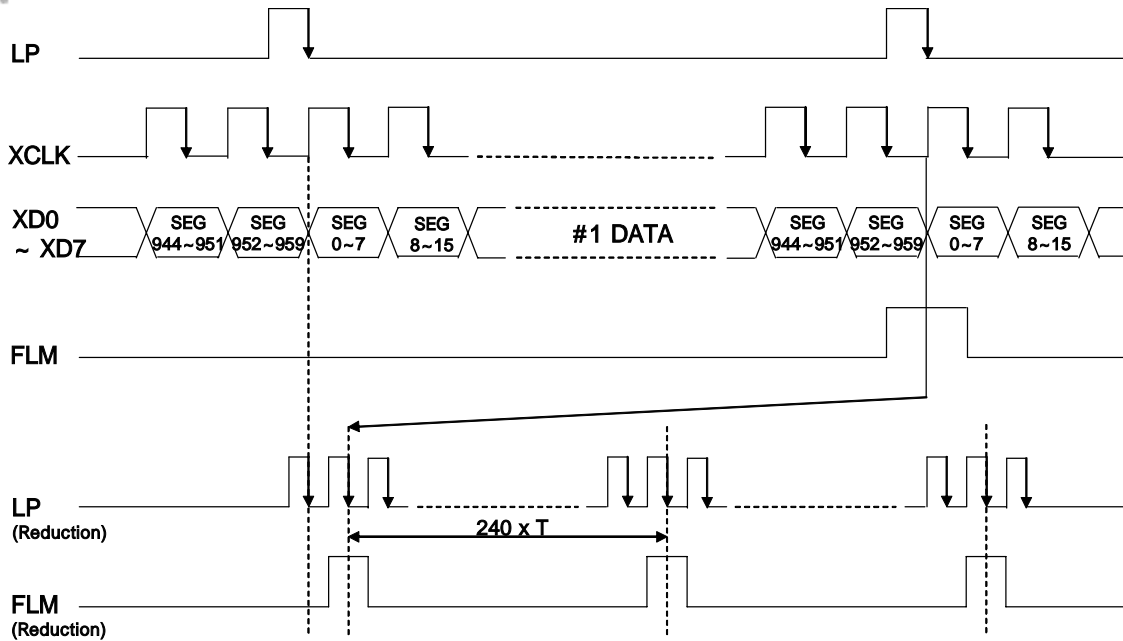 LP
XCLK
XD0
~ XD7
SEG
944~951
SEG
952~959
SEG
0~7
SEG
8~15
#1 DATA
SEG
944~951
SEG
952~959
SEG
0~7
SEG
8~15
FLM
LP
(Reduction)
240 x T
FLM
(Reduction)